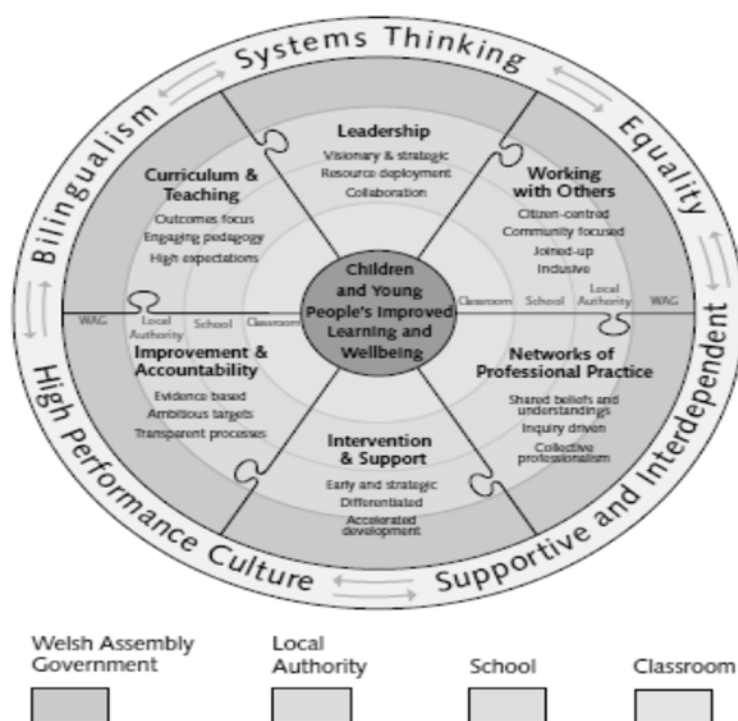 Systems Thinking
Equality
Supportive and Interdependent
High Performance Culture
Bilingualism
Leadership
Visionary & strategic
Resource deployment
Collaboration
Working
with Others
Citizen-centred
Community focused
Joined-up
Inclusive
Classroom
School
Local
Authority
WAG
Networks of
Professional Practice
Shared beliefs and
understandings
Inquiry driven
Collective
professionalism
Intervention
& Support
Early and strategic
Differentiated
Accelerated
development
WAG
Local
Authority
School
Classroom
Improvement &
Accountability
Evidence based
Ambitious targets
Transparent processes
Curriculum &
Teaching
Outcomes focus
Engaging pedagogy
High expectations
Children
and Young
People's Improved
Learning and
Wellbeing
Welsh Assembly
Government
Local
Authority
School
Classroom